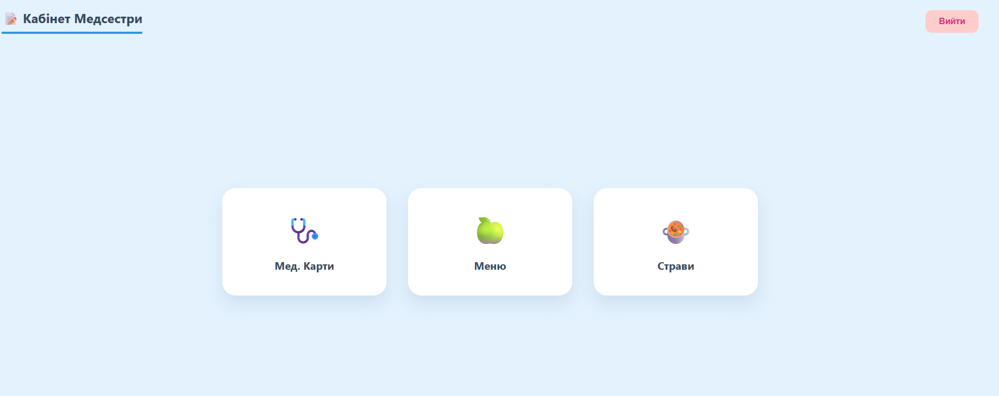 Кабінет Медсестри
Вийти
Мед. Карти
Меню
Страви